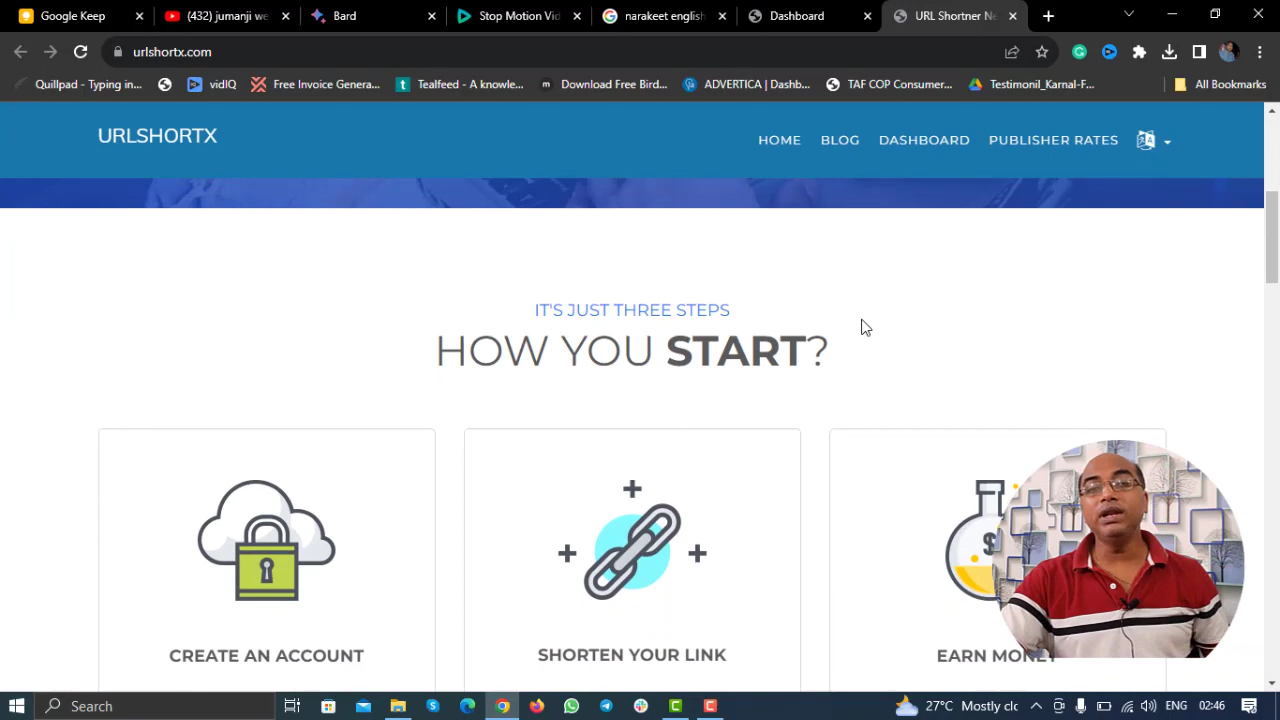 Google Keep
(432) jumanji we
Bard
Stop Motion Vid
narakeet english
Dashboard
URL Shortner Ne
urlshortx.com
Quillpad - Typing in...
vidIQ
Free Invoice Genera...
Tealfeed - A knowle...
Download Free Bird...
ADVERTICA | Dashb...
TAF COP Consumer...
Testimonil_Karnal-F...
All Bookmarks
URLSHORTX
HOME
BLOG
DASHBOARD
PUBLISHER RATES
IT'S JUST THREE STEPS
HOW YOU START?
CREATE AN ACCOUNT
SHORTEN YOUR LINK
EARN MONEY
Search
27°C Mostly clo
ENG
02:46